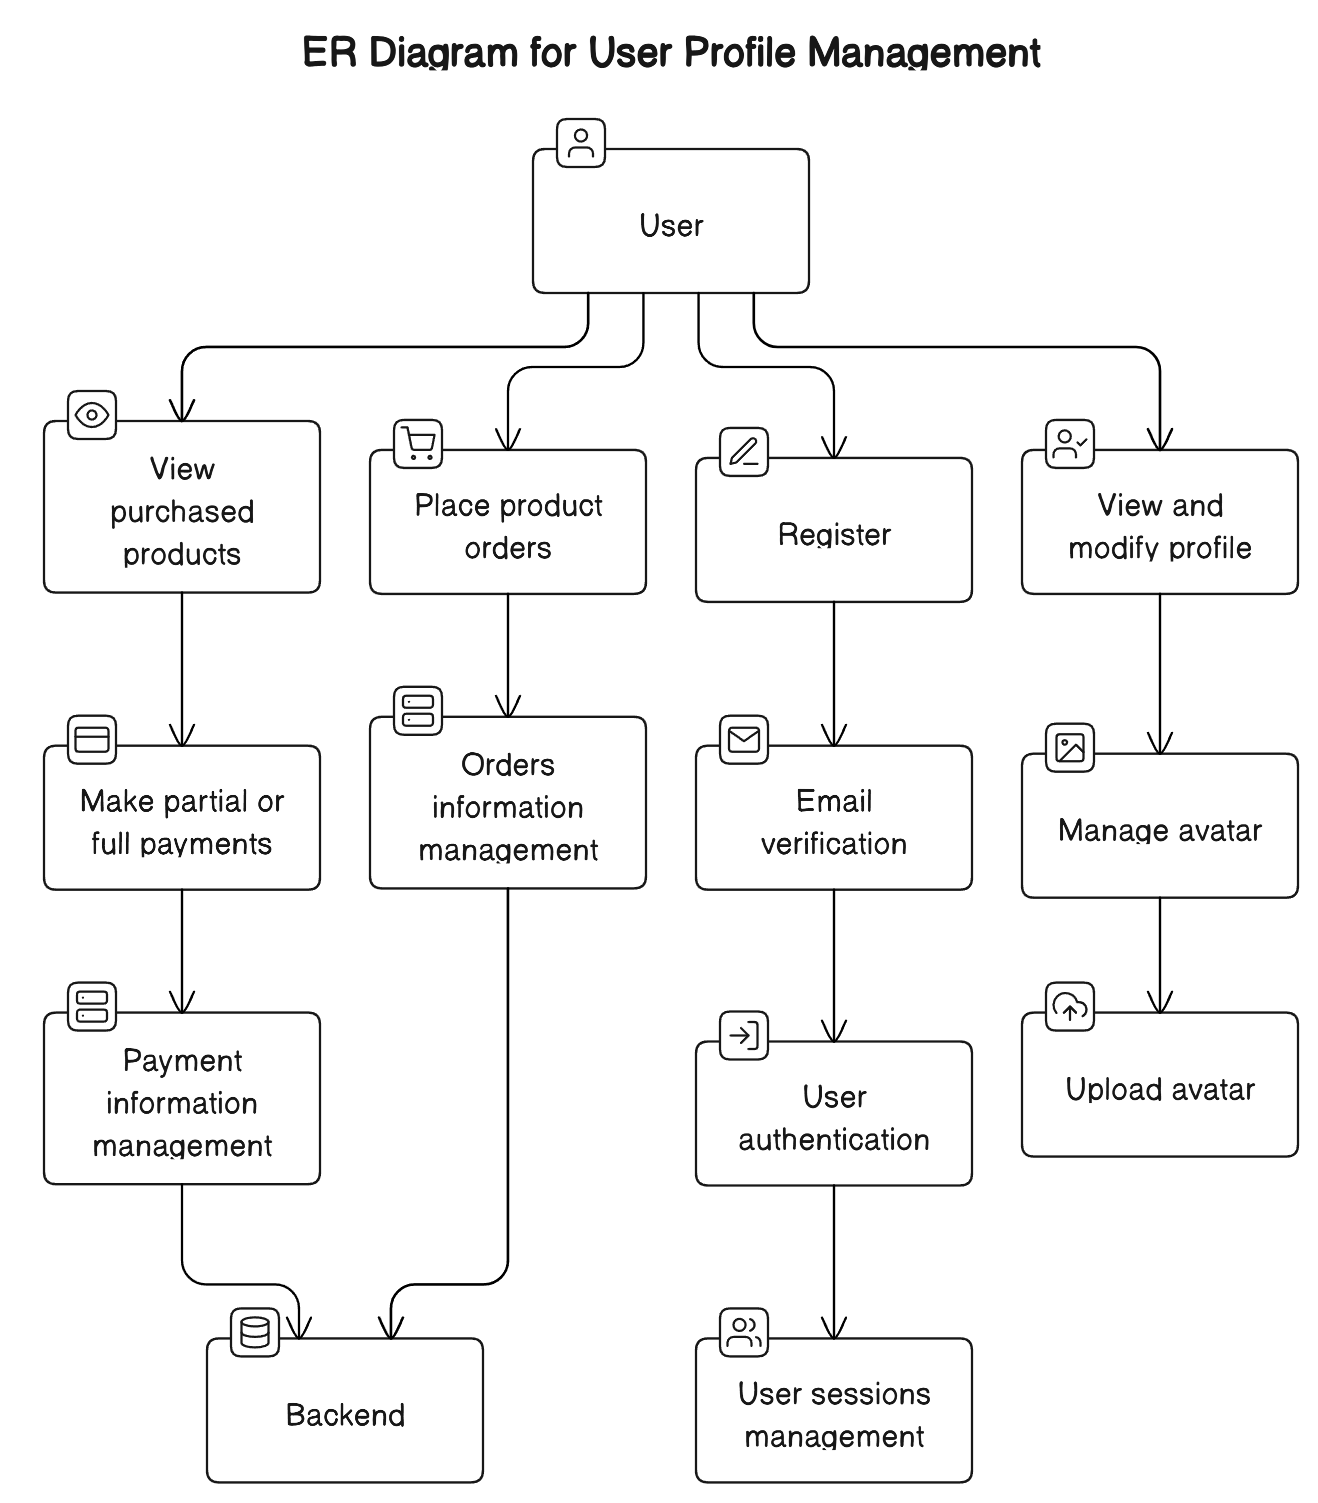 ER Diagram for User Profile Management
User
View
purchased
products
Place product
orders
Register
View and
modify profile
Make partial or
full payments
Orders
information
management
Email
verification
Manage avatar
Payment
information
management
User
authentication
Upload avatar
Backend
User sessions
management